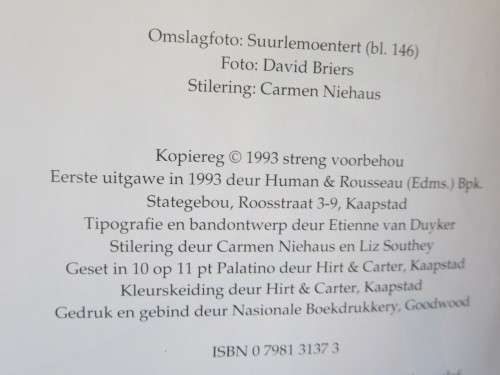 Omslagfoto: Suurlemoentert (bl. 146)
Foto: David Briers
Stilering: Carmen Niehaus
Kopiereg © 1993 streng voorbehou
Eerste uitgawe in 1993 deur Human & Rousseau (Edms.) Bpk.
Stategebou, Roosstraat 3-9, Kaapstad
Tipografie en bandontwerp deur Etienne van Duyker
Stilering deur Carmen Niehaus en Liz Southey
Geset in 10 op 11 pt Palatino deur Hirt & Carter, Kaapstad
Kleurskeiding deur Hirt & Carter, Kaapstad
Gedruk en gebind deur Nasionale Boekdrukkery, Goodwood
ISBN 0 7981 3137 3